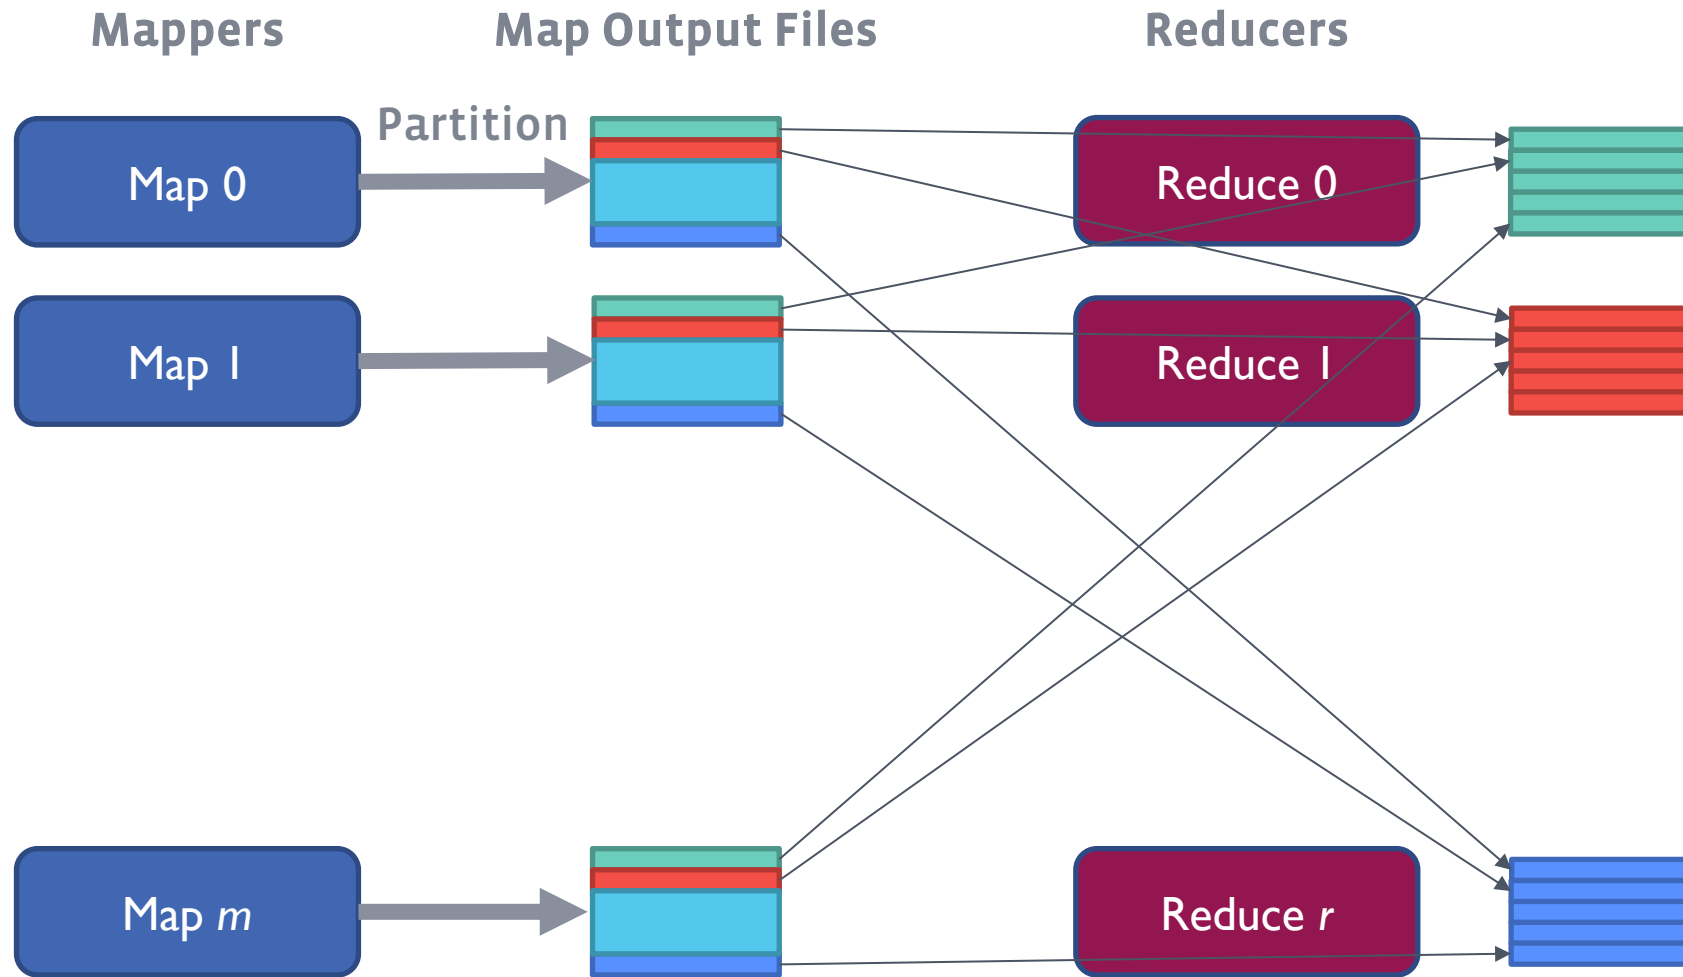 Mappers
Map Output Files
Reducers
Partition
Map 0
Reduce 0
Map 1
Reduce 1
Map m
Reduce r